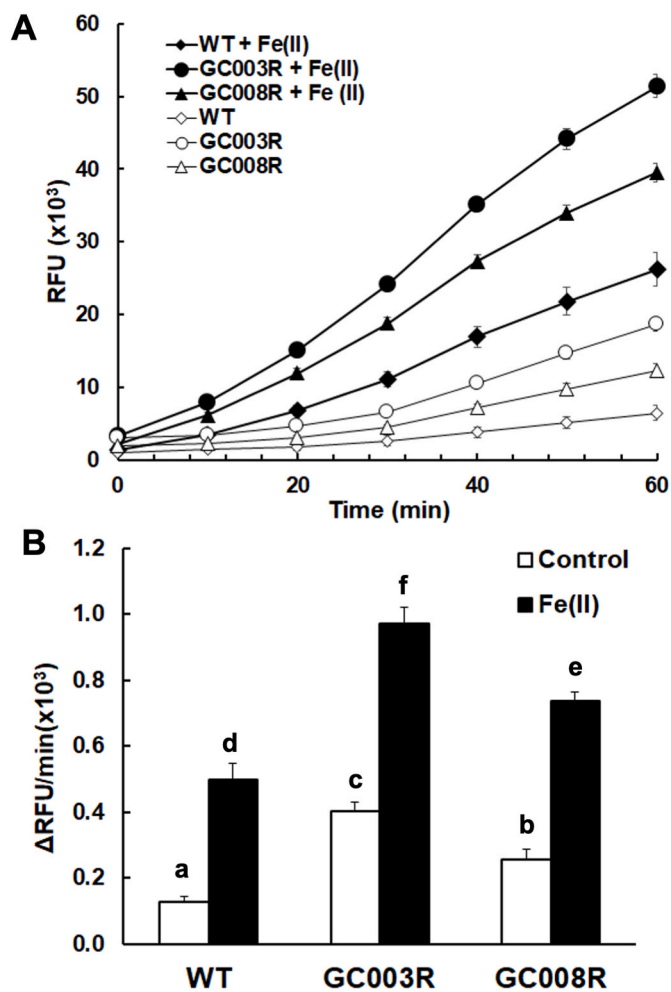 A
60
50
40
30
20
10
0
RFU (x10³)
WT + Fe(II)
GC003R + Fe(II)
GC008R + Fe (II)
WT
GC003R
GC008R
0 20 40 60
Time (min)
B
1.2
1.0
0.8
0.6
0.4
0.2
0.0
ΔRFU/min(x10³)
Control
Fe(II)
a
d
c
f
b
e
WT GC003R GC008R